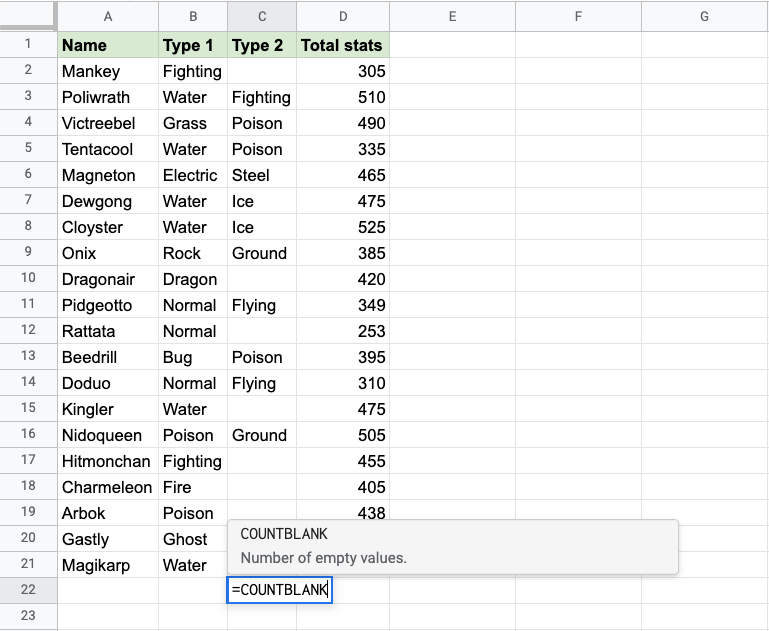 A B C D E F G
1 Name Type 1 Type 2 Total stats
2 Mankey Fighting 305
3 Poliwrath Water Fighting 510
4 Victreebel Grass Poison 490
5 Tentacool Water Poison 335
6 Magneton Electric Steel 465
7 Dewgong Water Ice 475
8 Cloyster Water Ice 525
9 Onix Rock Ground 385
10 Dragonair Dragon 420
11 Pidgeotto Normal Flying 349
12 Rattata Normal 253
13 Beedrill Bug Poison 395
14 Doduo Normal Flying 310
15 Kingler Water 475
16 Nidoqueen Poison Ground 505
17 Hitmonchan Fighting 455
18 Charmeleon Fire 405
19 Arbok Poison 438
20 Gastly Ghost
COUNTBLANK
Number of empty values.
21 Magikarp Water
22 =COUNTBLANK
23